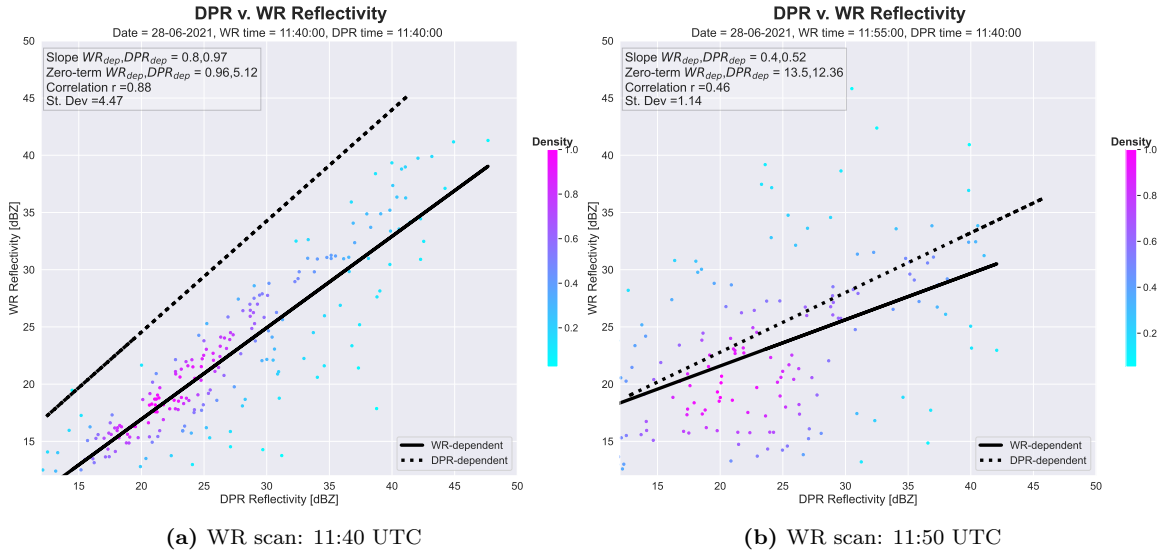 DPR v. WR Reflectivity
Date = 28-06-2021, WR time = 11:40:00, DPR time = 11:40:00
Slope WR_dep,DPR_dep = 0.8,0.97
Zero-term WR_dep,DPR_dep = 0.96,5.12
Correlation r =0.88
St. Dev =4.47
50
45
40
35
30
25
20
15
WR Reflectivity [dBZ]
15 20 25 30 35 40 45 50
DPR Reflectivity [dBZ]
WR-dependent
DPR-dependent
Density
1.0
0.8
0.6
0.4
0.2
(a) WR scan: 11:40 UTC
DPR v. WR Reflectivity
Date = 28-06-2021, WR time = 11:55:00, DPR time = 11:40:00
Slope WR_dep,DPR_dep = 0.4,0.52
Zero-term WR_dep,DPR_dep = 13.5,12.36
Correlation r =0.46
St. Dev =1.14
50
45
40
35
30
25
20
15
WR Reflectivity [dBZ]
15 20 25 30 35 40 45 50
DPR Reflectivity [dBZ]
WR-dependent
DPR-dependent
Density
1.0
0.8
0.6
0.4
0.2
(b) WR scan: 11:50 UTC